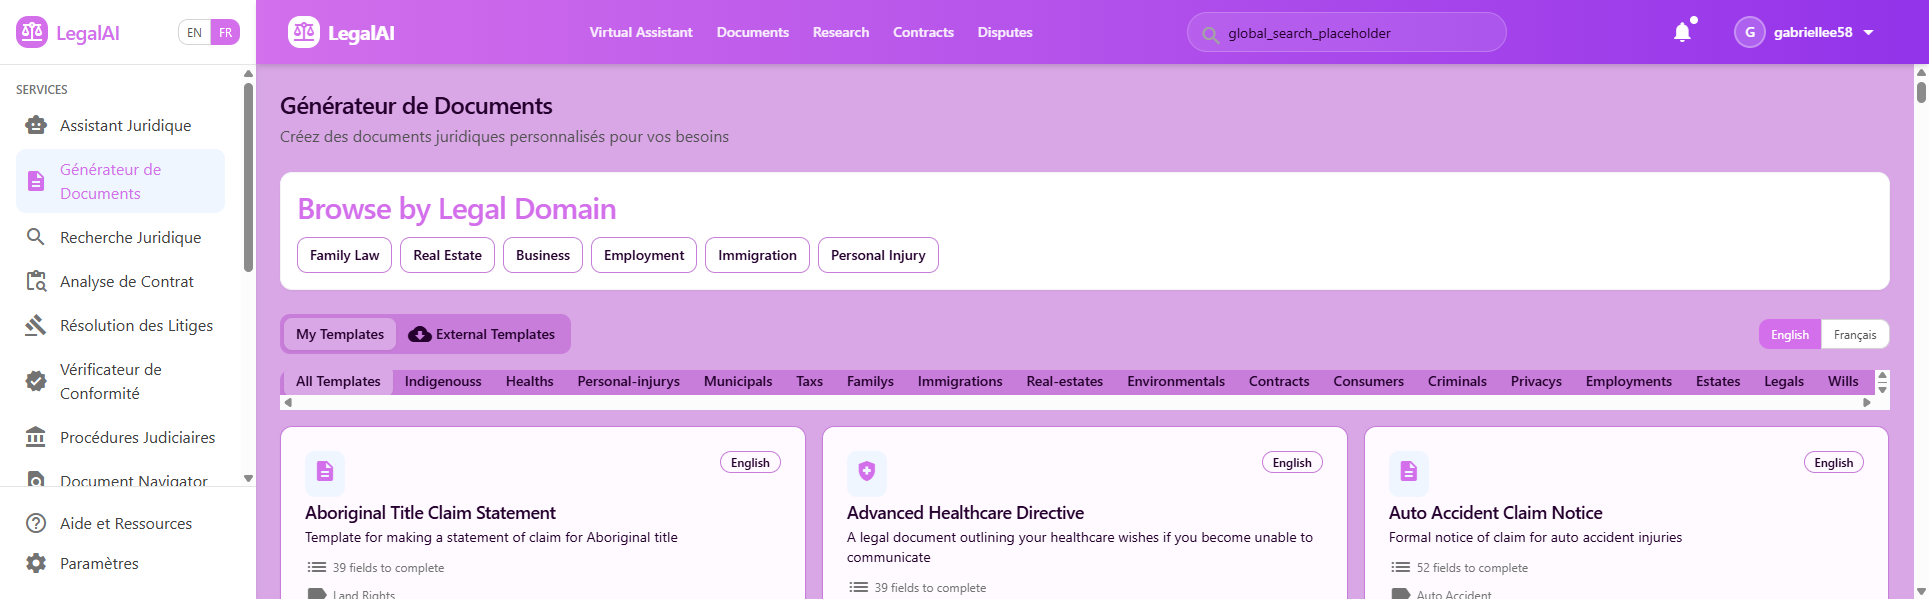 LegalAI
EN FR
LegalAI
Virtual Assistant Documents Research Contracts Disputes
global_search_placeholder
G gabriellee58
SERVICES
Assistant Juridique
Générateur de
Documents
Recherche Juridique
Analyse de Contrat
Résolution des Litiges
Vérificateur de
Conformité
Procédures Judiciaires
Document Navigator
Aide et Ressources
Paramètres
Générateur de Documents
Créez des documents juridiques personnalisés pour vos besoins
Browse by Legal Domain
Family Law Real Estate Business Employment Immigration Personal Injury
My Templates External Templates
English Français
All Templates Indigenouss Healths Personal-injurys Municipals Taxs Familys Immigrations Real-estates Environmentals Contracts Consumers Criminals Privacys Employments Estates Legals Wills
English
Aboriginal Title Claim Statement
Template for making a statement of claim for Aboriginal title
39 fields to complete
Land Rights
English
Advanced Healthcare Directive
A legal document outlining your healthcare wishes if you become unable to
communicate
39 fields to complete
English
Auto Accident Claim Notice
Formal notice of claim for auto accident injuries
52 fields to complete
Auto Accident